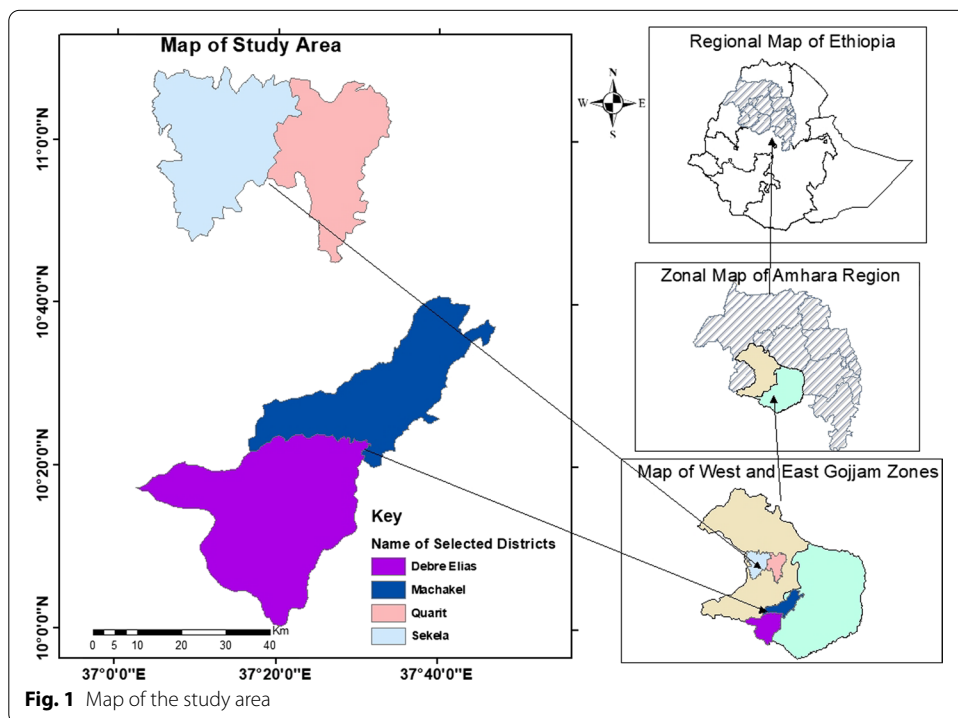 Map of Study Area
11°0'0"N
10°40'0"N
10°20'0"N
10°0'0"N
37°0'0"E
37°20'0"E
37°40'0"E
Key
Name of Selected Districts
Debre Elias
Machakel
Quarit
Sekela
Km
0 5 10 20 30 40
N
W E
S
Regional Map of Ethiopia
Zonal Map of Amhara Region
Map of West and East Gojjam Zones
Fig. 1 Map of the study area